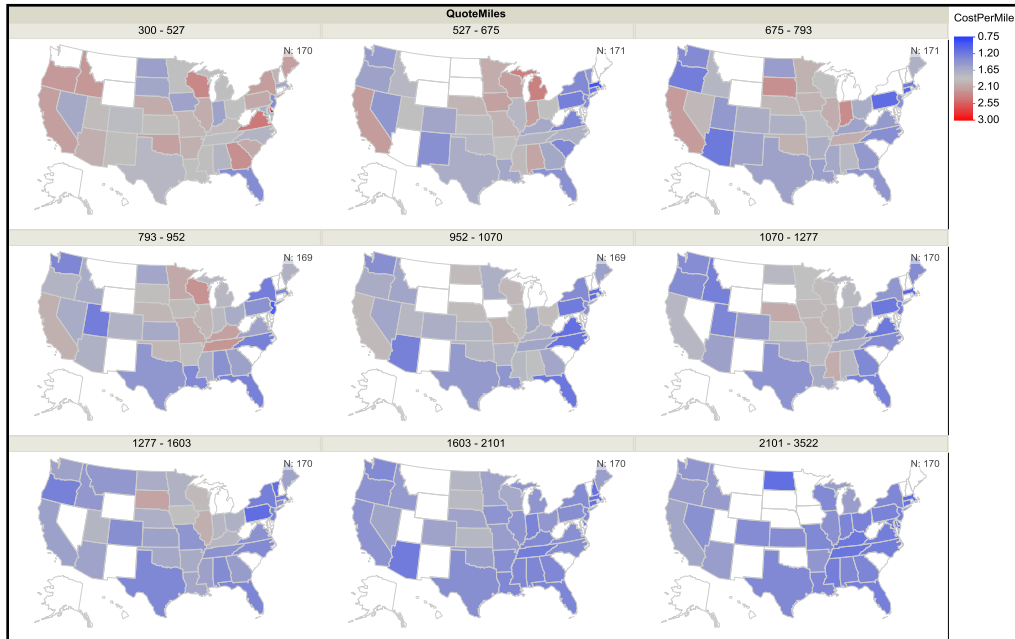 QuoteMiles
300 - 527
527 - 675
675 - 793
N: 170
N: 171
N: 171
793 - 952
952 - 1070
1070 - 1277
N: 169
N: 169
N: 170
1277 - 1603
1603 - 2101
2101 - 3522
N: 170
N: 170
N: 170
CostPerMile
0.75
1.20
1.65
2.10
2.55
3.00